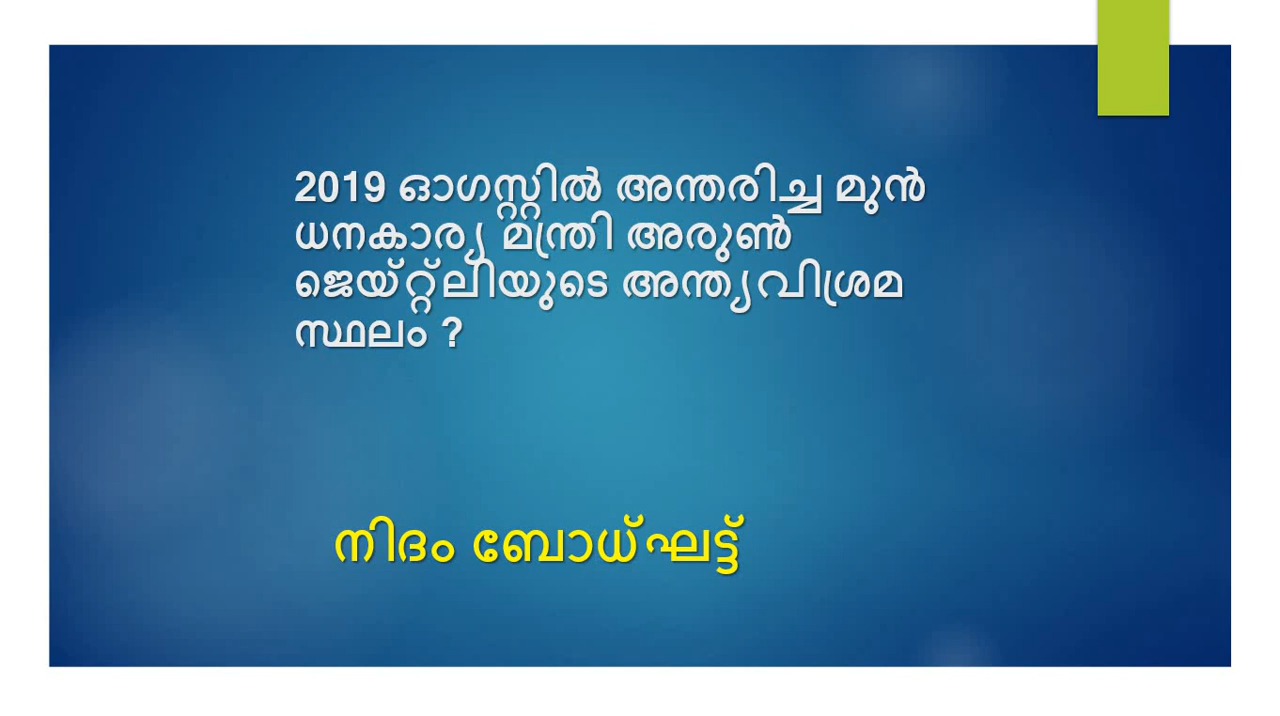 2019 ഓഗസ്റ്റിൽ അന്തരിച്ച മുൻ
ധനകാര്യ മന്ത്രി അരുൺ
ജെയ്റ്റ്ലിയുടെ അന്ത്യവിശ്രമ
സ്ഥലം ?
നിദം ബോധ്ഘട്ട്